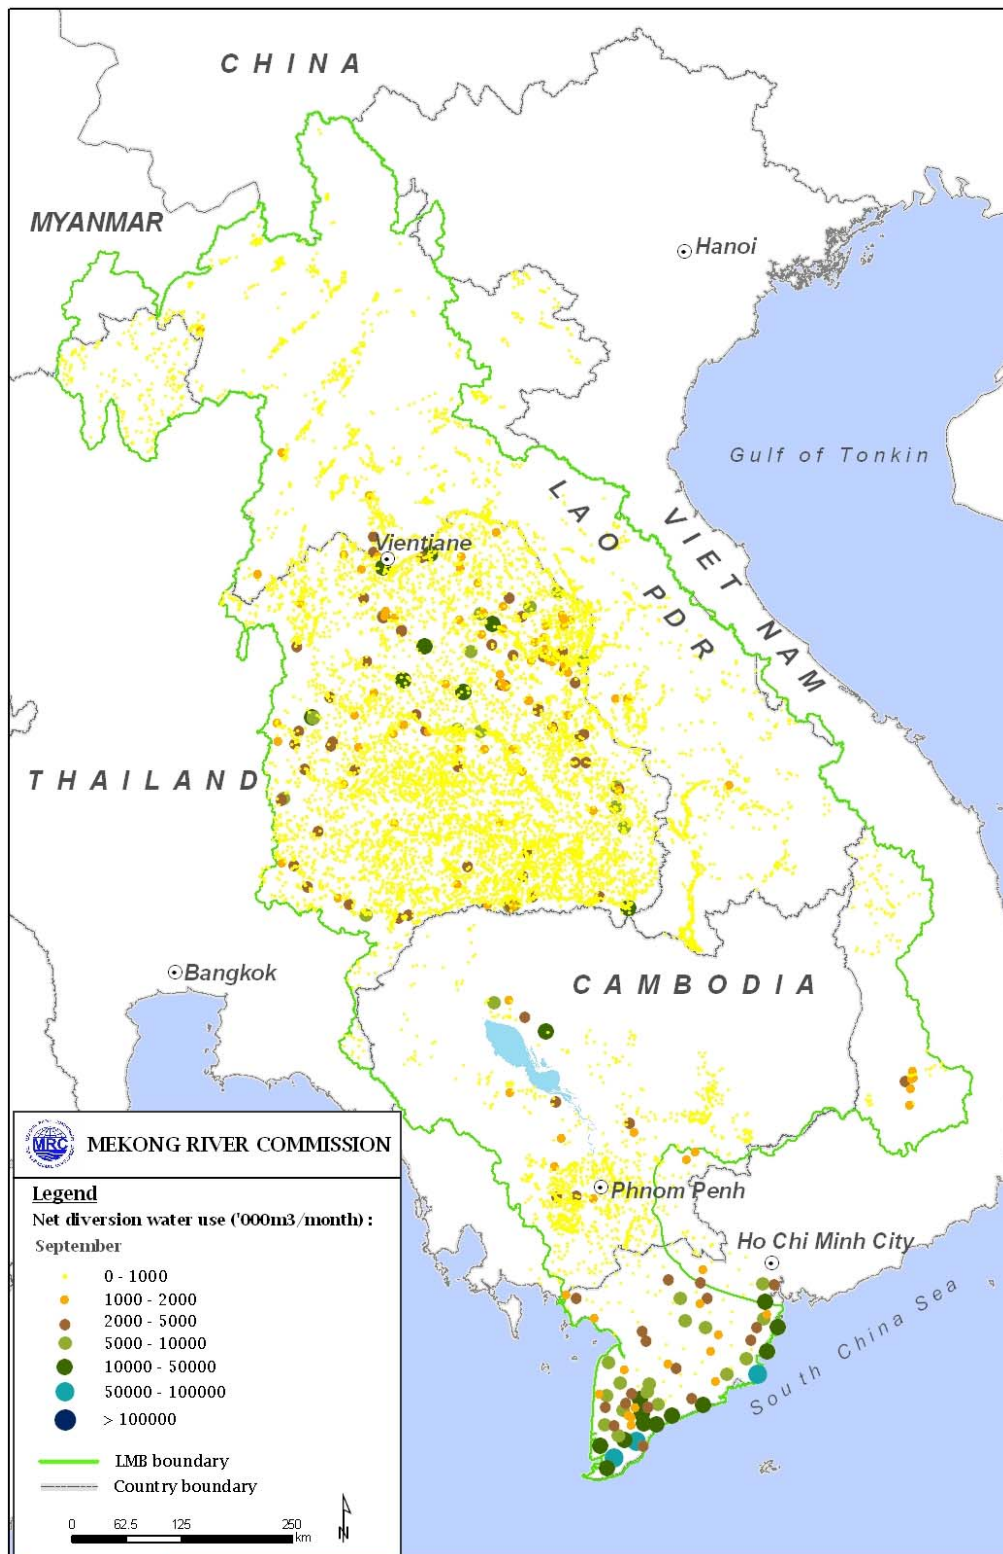 C H I N A
MYANMAR
Hanoi
Gulf of Tonkin
LAO PDR
VIET NAM
Vientiane
THAILAND
Bangkok
CAMBODIA
MRC
MEKONG RIVER COMMISSION
Phnom Penh
Ho Chi Minh City
South China Sea
Legend
Net diversion water use ('000m3/month) :
September
0 - 1000
1000 - 2000
2000 - 5000
5000 - 10000
10000 - 50000
50000 - 100000
> 100000
LMB boundary
Country boundary
0 62.5 125 250
km
N